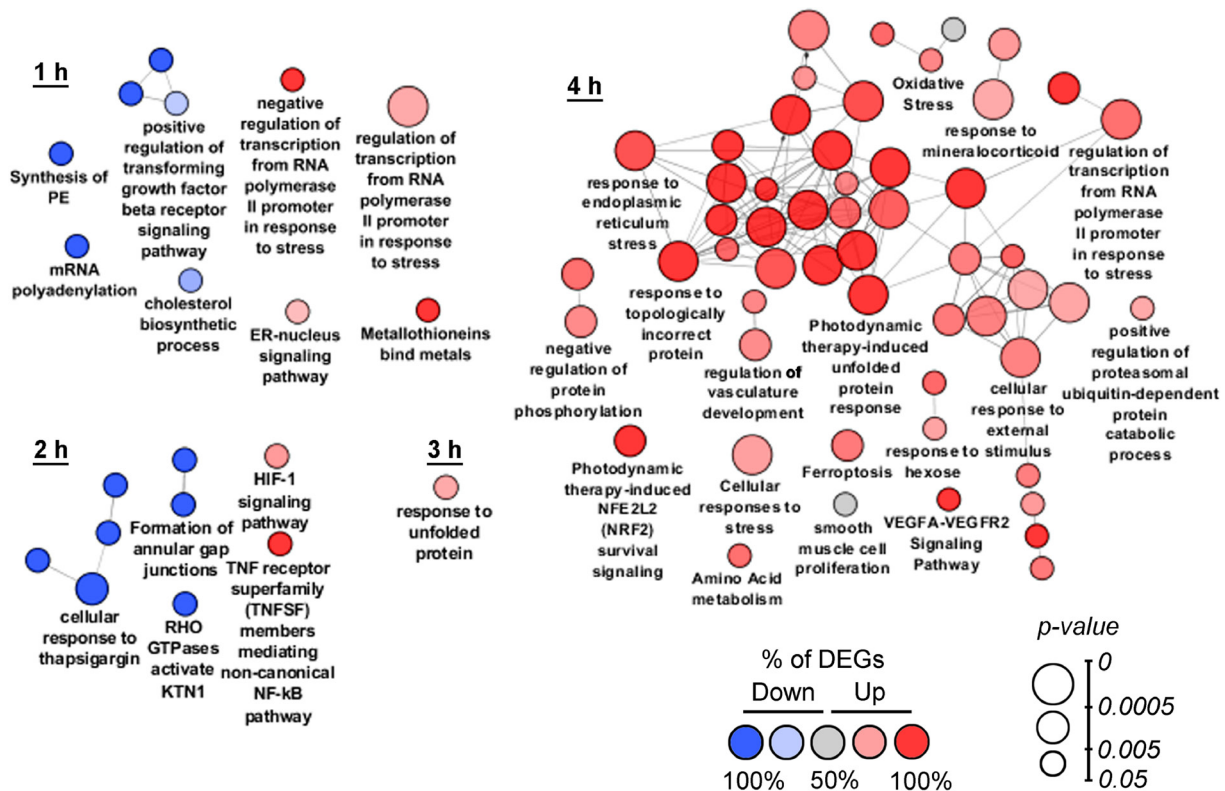 1 h
positive
regulation of
transforming
growth factor
beta receptor
signaling
pathway
negative
regulation of
transcription
from RNA
polymerase
II promoter
in response
to stress
regulation of
transcription
from RNA
polymerase
II promoter
in response
to stress
Synthesis of
PE
mRNA
polyadenylation
cholesterol
biosynthetic
process
ER-nucleus
signaling
pathway
Metallothioneins
bind metals
2 h
cellular
response to
thapsigargin
Formation of
annular gap
junctions
RHO
GTPases
activate
KTN1
HIF-1
signaling
pathway
TNF receptor
superfamily
(TNFSF)
members
mediating
non-canonical
NF-kB
pathway
3 h
response to
unfolded
protein
4 h
Oxidative
Stress
response to
mineralocorticoid
regulation of
transcription
from RNA
polymerase
II promoter
in response
to stress
response to
endoplasmic
reticulum
stress
response to
topologically
incorrect
protein
negative
regulation of
protein
phosphorylation
regulation of
vasculature
development
Photodynamic
therapy-induced
unfolded
protein
response
cellular
response to
external
stimulus
positive
regulation of
proteasomal
ubiquitin-dependent
protein
catabolic
process
Photodynamic
therapy-induced
NFE2L2
(NRF2)
survival
signaling
Cellular
responses to
stress
Ferroptosis
response to
hexose
Amino Acid
metabolism
smooth
muscle cell
proliferation
VEGFA-VEGFR2
Signaling
Pathway
% of DEGs
Down Up
100% 50% 100%
p-value
0
0.0005
0.005
0.05